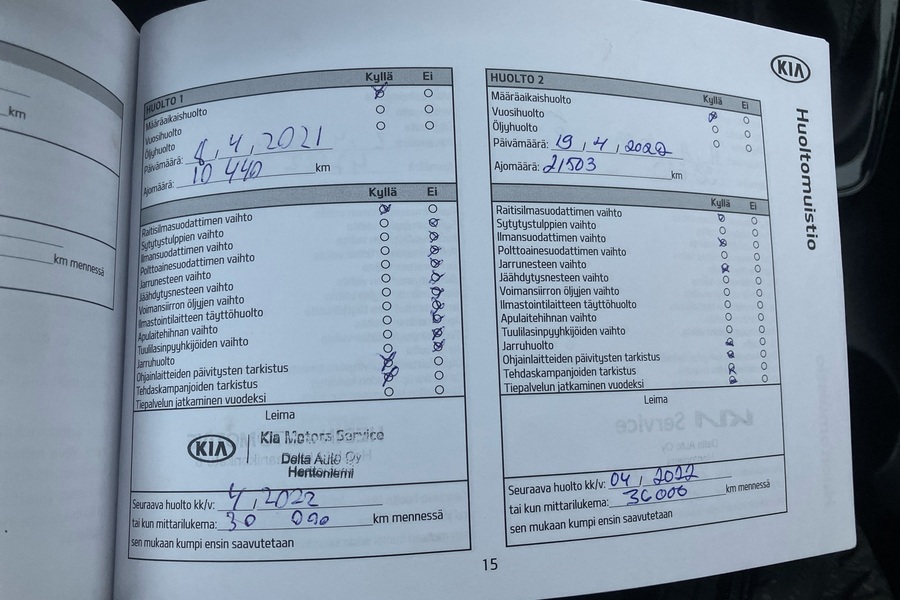 km
km mennessä
HUOLTO 1 Kyllä Ei
Määräaikaishuolto
Vuosihuolto
Öljyhuolto
Päivämäärä: 8, 4, 2021
Ajomäärä: 10 440 km
Kyllä Ei
Raitisilmasuodattimen vaihto
Sytytystulppien vaihto
Ilmansuodattimen vaihto
Polttoainesuodattimen vaihto
Jarrunesteen vaihto
Jäähdytysnesteen vaihto
Voimansiirron öljyjen vaihto
Ilmastointilaitteen täyttöhuolto
Apulaitehihnan vaihto
Tuulilasinpyyhkijöiden vaihto
Jarruhuolto
Ohjainlaitteiden päivitysten tarkistus
Tehdaskampanjoiden tarkistus
Tiepalvelun jatkaminen vuodeksi
Leima
KIA Kia Motors Service
Delta Auto Oy
Herttoniemi
Seuraava huolto kk/v: 4, 2022
tai kun mittarilukema: 30 000 km mennessä
sen mukaan kumpi ensin saavutetaan
HUOLTO 2 Kyllä Ei
Määräaikaishuolto
Vuosihuolto
Öljyhuolto
Päivämäärä: 19, 4, 2022
Ajomäärä: 21503 km
Kyllä Ei
Raitisilmasuodattimen vaihto
Sytytystulppien vaihto
Ilmansuodattimen vaihto
Polttoainesuodattimen vaihto
Jarrunesteen vaihto
Jäähdytysnesteen vaihto
Voimansiirron öljyjen vaihto
Ilmastointilaitteen täyttöhuolto
Apulaitehihnan vaihto
Tuulilasinpyyhkijöiden vaihto
Jarruhuolto
Ohjainlaitteiden päivitysten tarkistus
Tehdaskampanjoiden tarkistus
Tiepalvelun jatkaminen vuodeksi
Leima
Seuraava huolto kk/v: 04, 2022
tai kun mittarilukema: 36000 km mennessä
sen mukaan kumpi ensin saavutetaan
KIA
Huoltomuistio
15